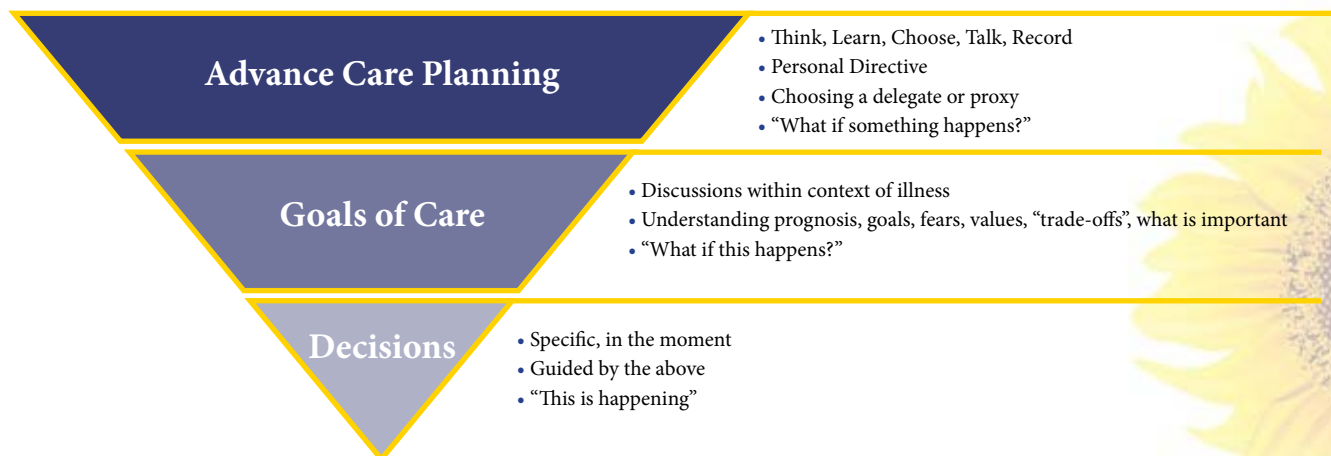 Advance Care Planning
• Think, Learn, Choose, Talk, Record
• Personal Directive
• Choosing a delegate or proxy
• “What if something happens?”
Goals of Care
• Discussions within context of illness
• Understanding prognosis, goals, fears, values, “trade-offs”, what is important
• “What if this happens?”
Decisions
• Specific, in the moment
• Guided by the above
• “This is happening”